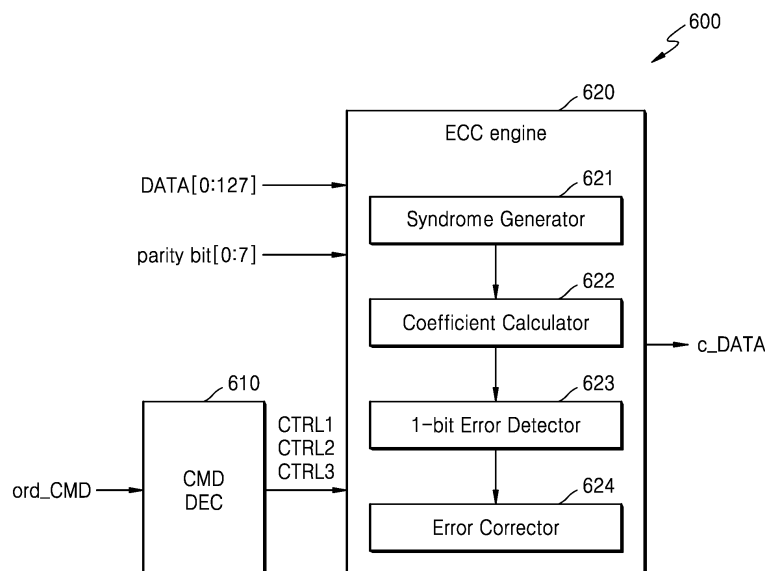 600
620
ECC engine
DATA[0:127]
621
Syndrome Generator
parity bit[0:7]
622
Coefficient Calculator
c_DATA
610
623
CTRL1
CTRL2
CTRL3
1-bit Error Detector
ord_CMD
CMD
DEC
624
Error Corrector